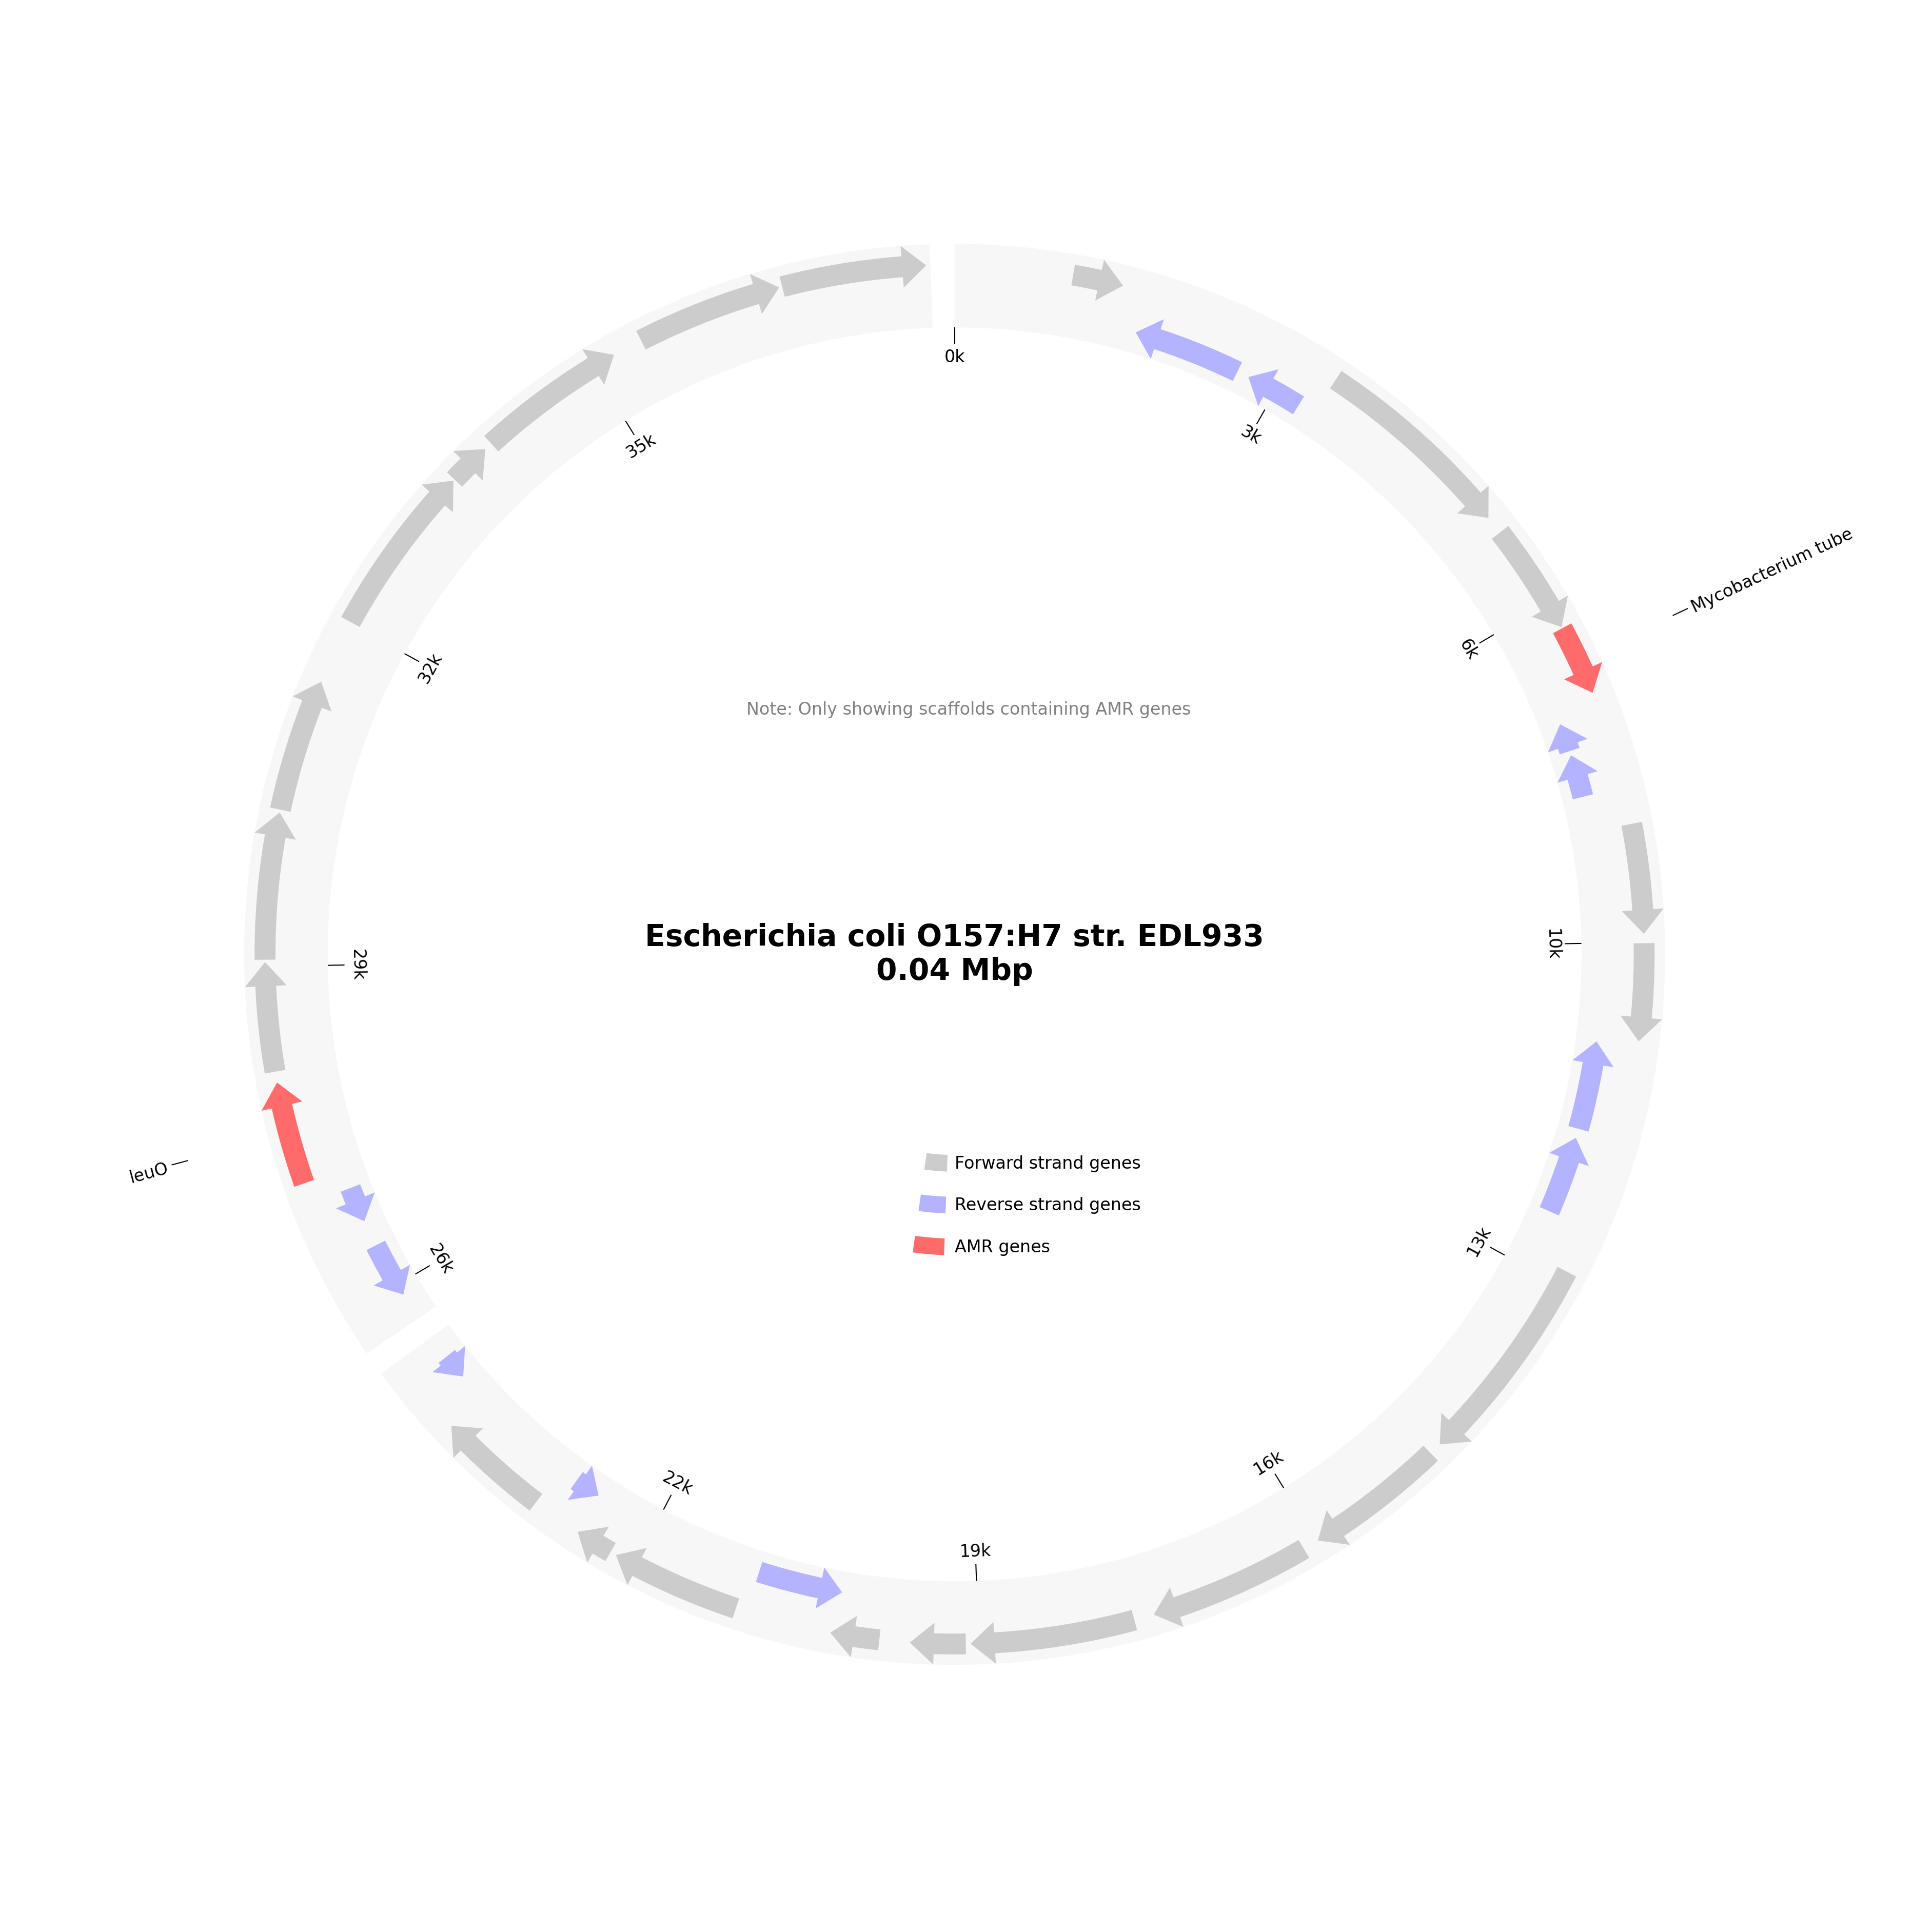 0k
3k
35k
Mycobacterium tube
6k
32k
Note: Only showing scaffolds containing AMR genes
Escherichia coli O157:H7 str. EDL933
0.04 Mbp
10k
29k
leuO
Forward strand genes
Reverse strand genes
AMR genes
13k
26k
16k
22k
19k